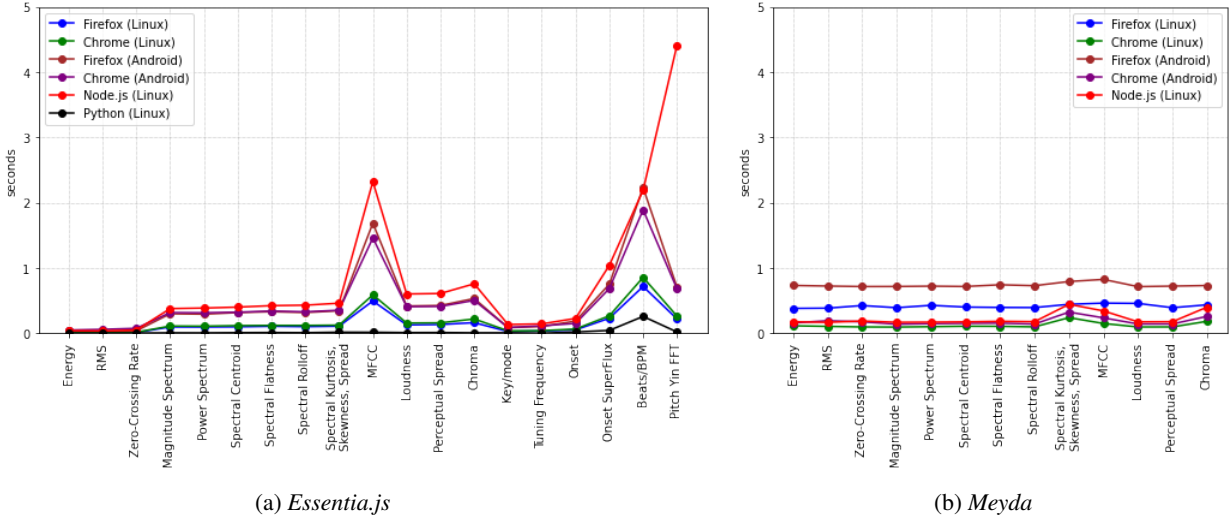 5
4
3
2
1
0
seconds
Firefox (Linux)
Chrome (Linux)
Firefox (Android)
Chrome (Android)
Node.js (Linux)
Python (Linux)
Energy
RMS
Zero-Crossing Rate
Magnitude Spectrum
Power Spectrum
Spectral Centroid
Spectral Flatness
Spectral Rolloff
Spectral Kurtosis,
Skewness, Spread
MFCC
Loudness
Perceptual Spread
Chroma
Key/mode
Tuning Frequency
Onset
Onset SuperFlux
Beats/BPM
Pitch Yin FFT
(a) Essentia.js
5
4
3
2
1
0
seconds
Firefox (Linux)
Chrome (Linux)
Firefox (Android)
Chrome (Android)
Node.js (Linux)
Energy
RMS
Zero-Crossing Rate
Magnitude Spectrum
Power Spectrum
Spectral Centroid
Spectral Flatness
Spectral Rolloff
Spectral Kurtosis,
Skewness, Spread
MFCC
Loudness
Perceptual Spread
Chroma
(b) Meyda